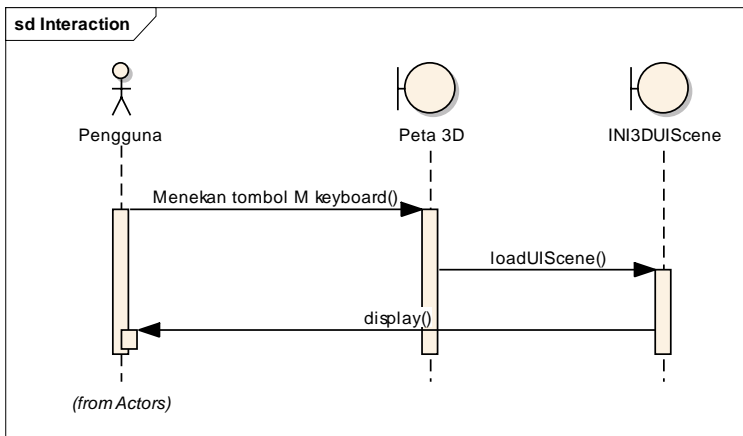 sd Interaction
Pengguna
Peta 3D
INI3DUIScene
Menekan tombol M keyboard()
loadUIScene()
display()
(from Actors)